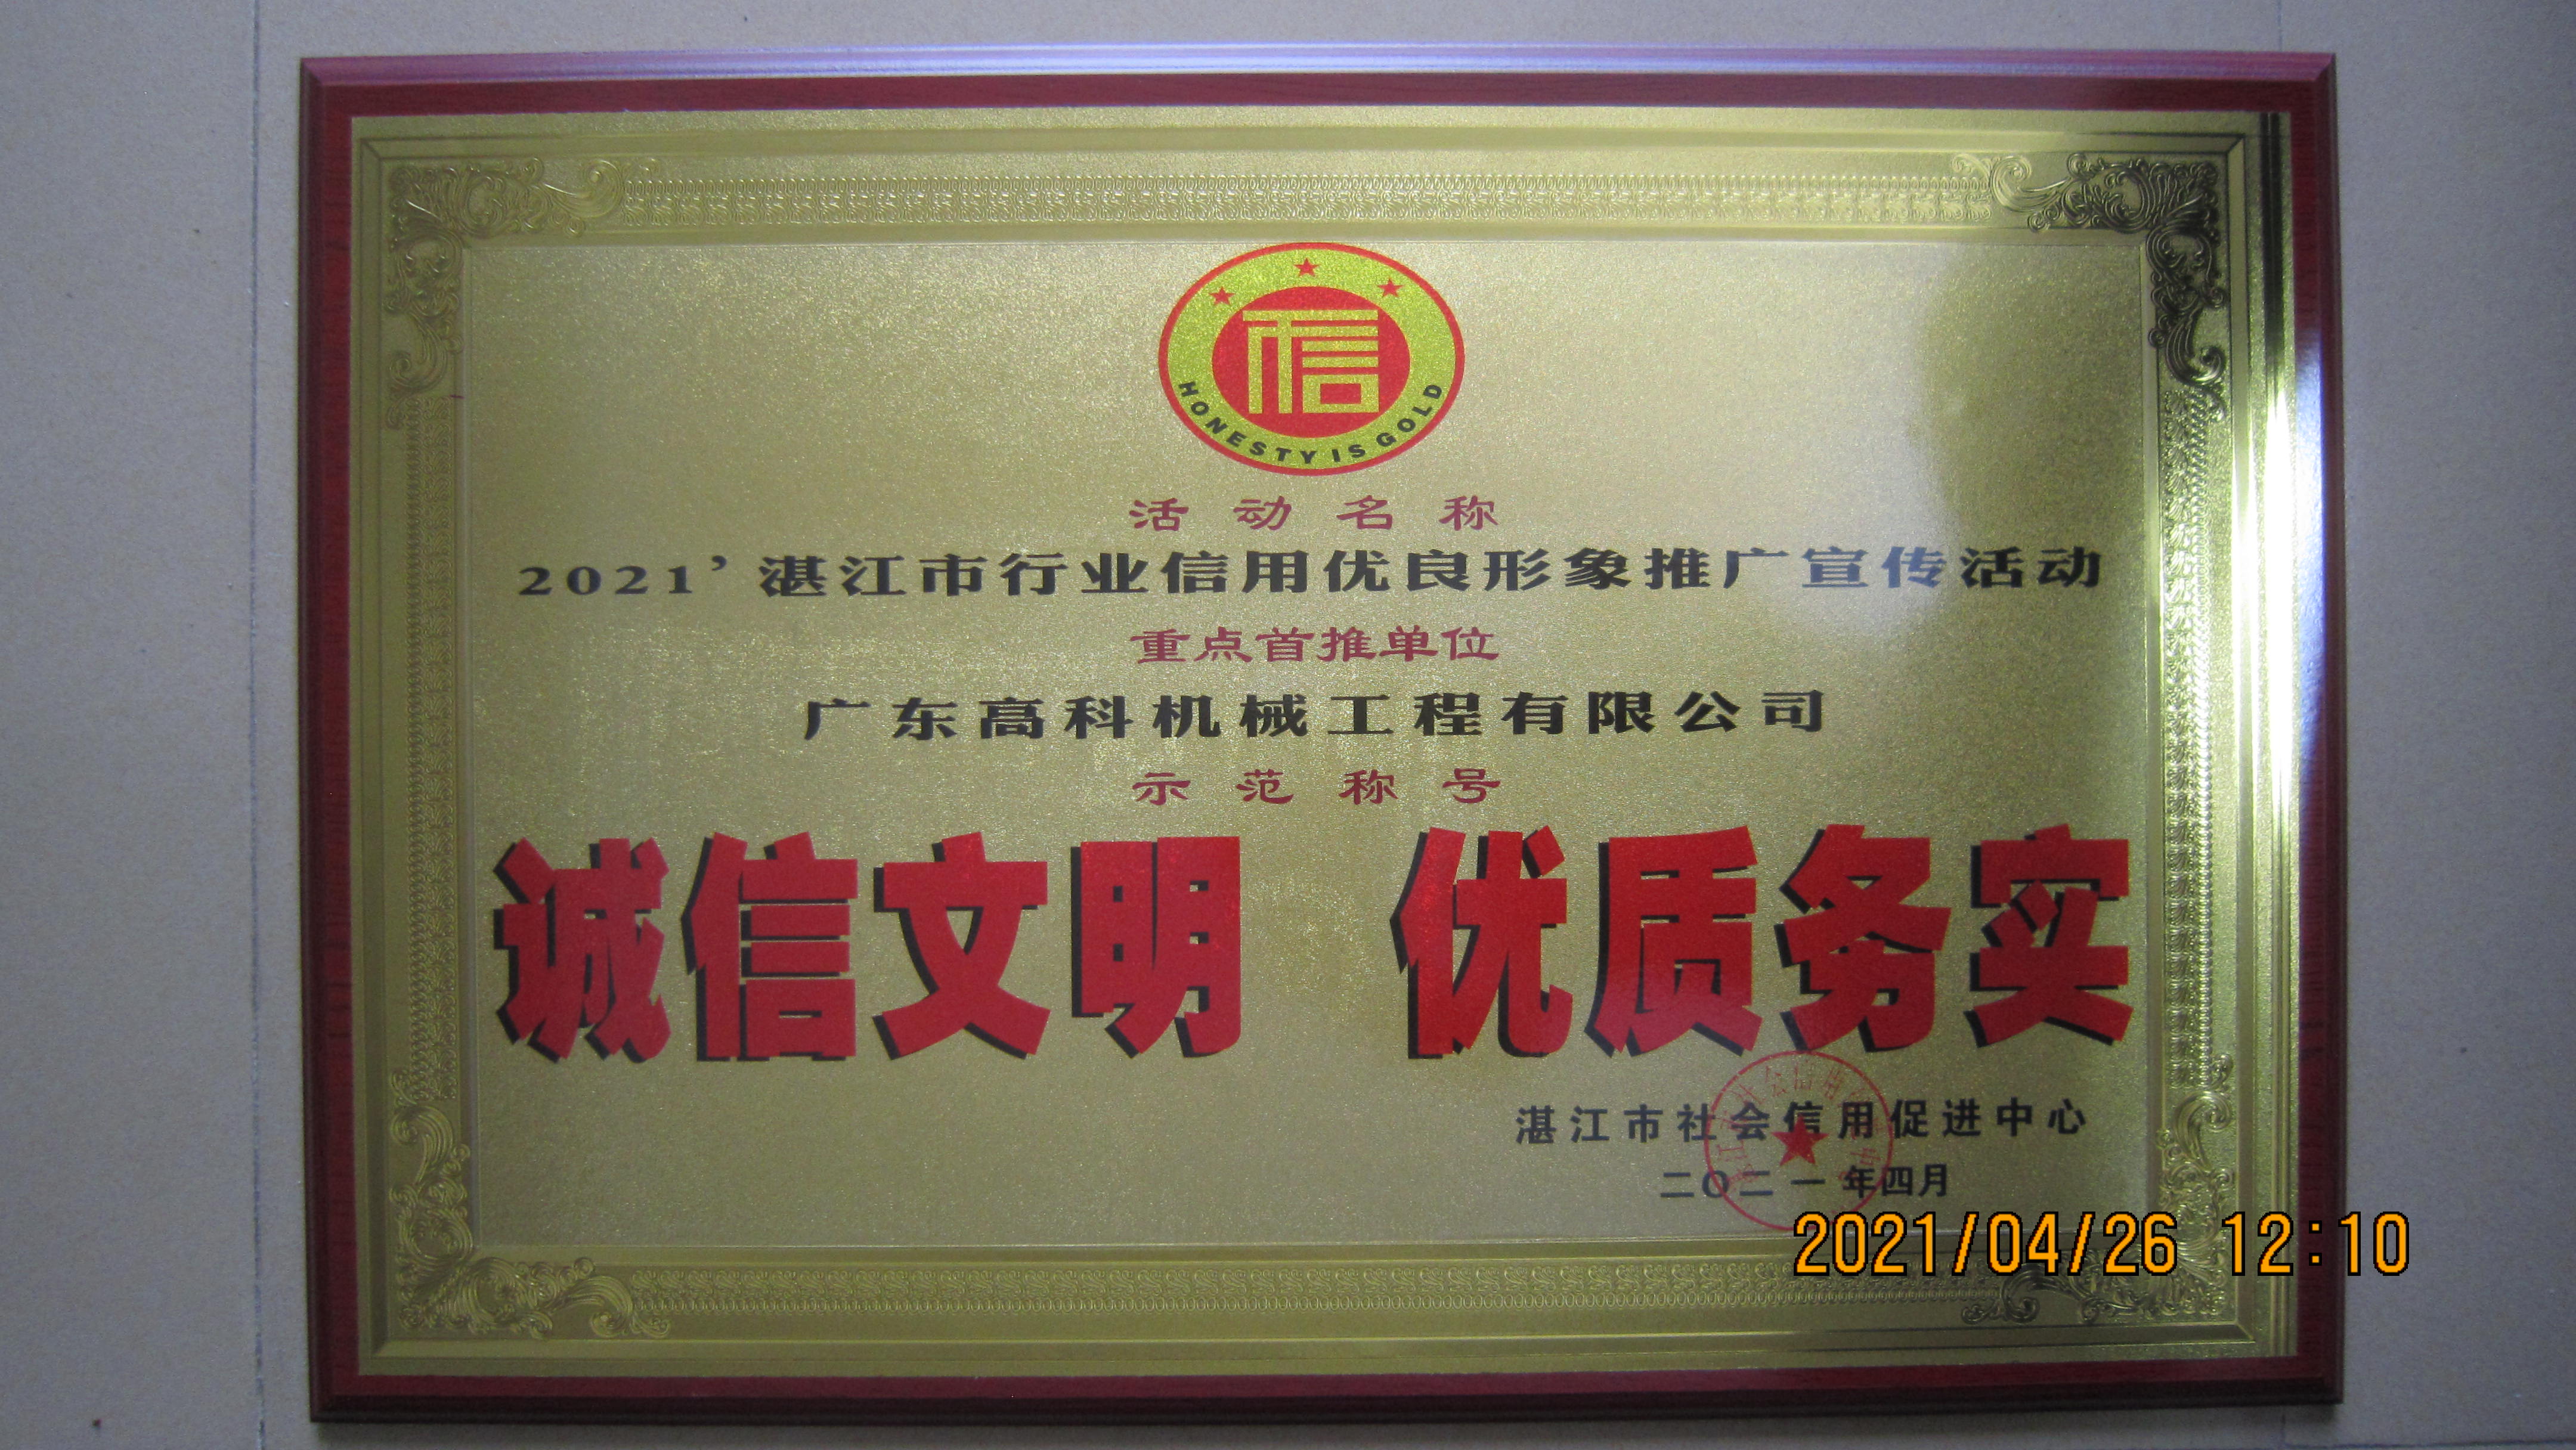 信
HONESTY IS GOLD
活动名称
2021’湛江市行业信用优良形象推广宣传活动
重点首推单位
广东高科机械工程有限公司
示范称号
诚信文明 优质务实
湛江市社会信用促进中心
二〇二一年四月
2021/04/26 12:10